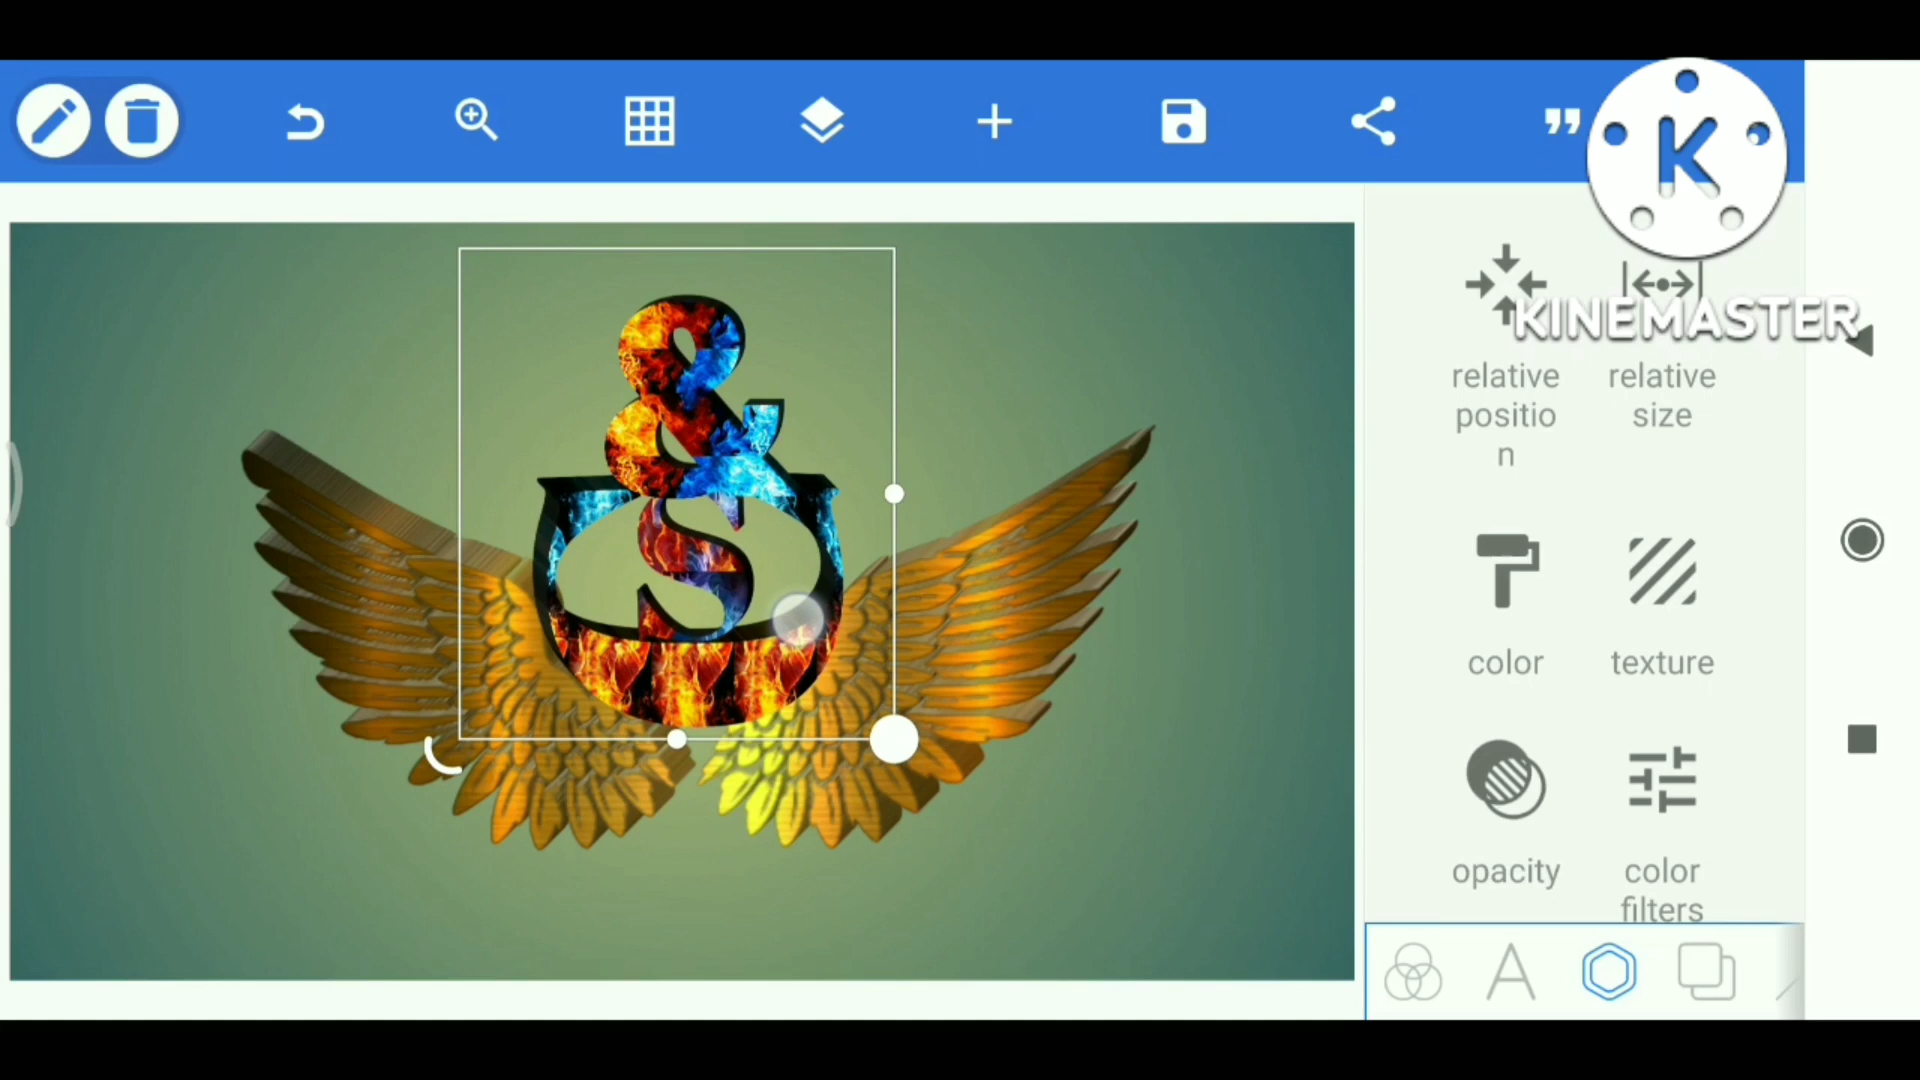 K
KINEMASTER
relative
positio
n
relative
size
color
texture
opacity
color
filters
&
S